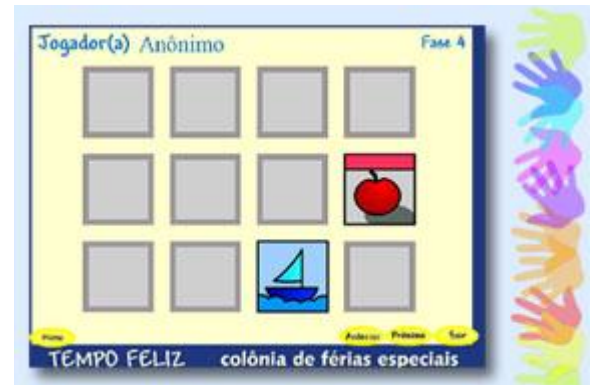 Jogador(a) Anônimo
Fase 4
Anterior Próximo Sair
TEMPO FELIZ colônia de férias especiais